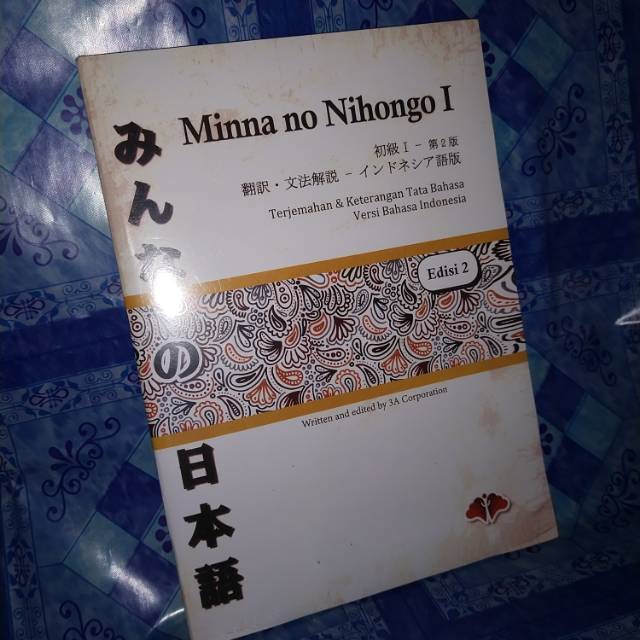 Minna no Nihongo I
初級 I － 第2版
翻訳・文法解説 － インドネシア語版
Terjemahan & Keterangan Tata Bahasa
Versi Bahasa Indonesia
Edisi 2
みんなの日本語
Written and edited by 3A Corporation